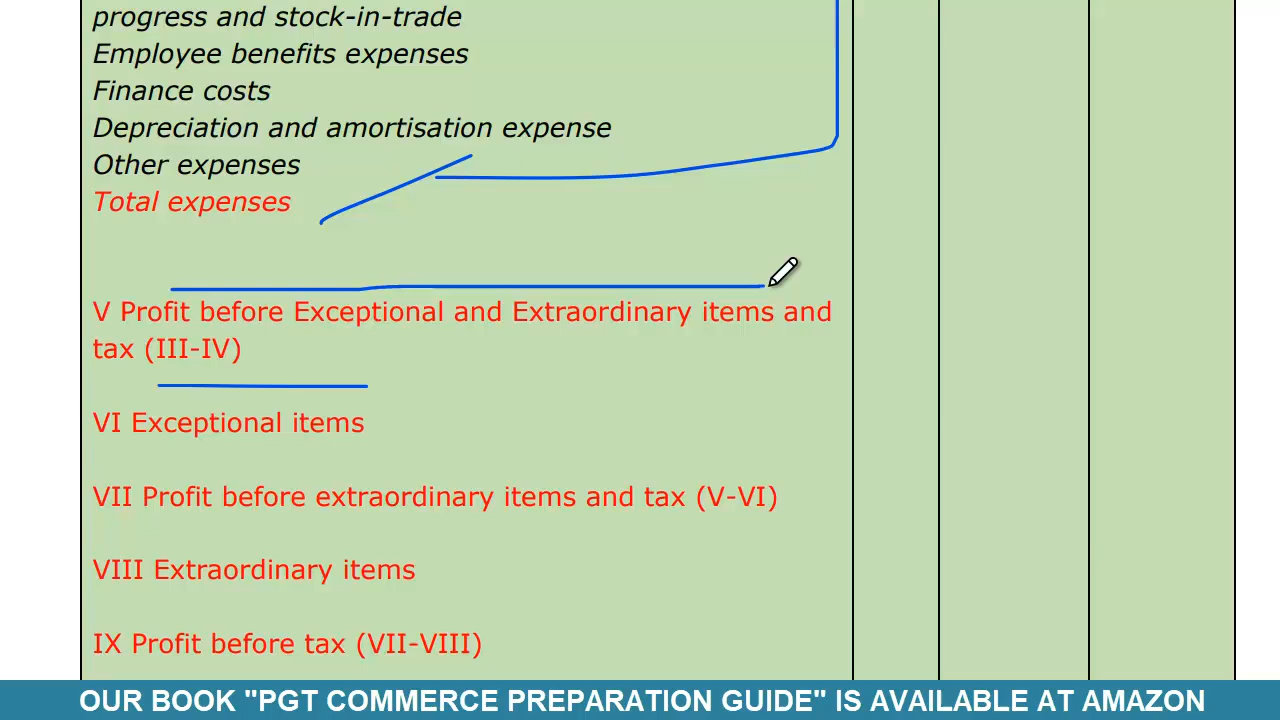 progress and stock-in-trade
Employee benefits expenses
Finance costs
Depreciation and amortisation expense
Other expenses
Total expenses
V Profit before Exceptional and Extraordinary items and
tax (III-IV)
VI Exceptional items
VII Profit before extraordinary items and tax (V-VI)
VIII Extraordinary items
IX Profit before tax (VII-VIII)
OUR BOOK "PGT COMMERCE PREPARATION GUIDE" IS AVAILABLE AT AMAZON